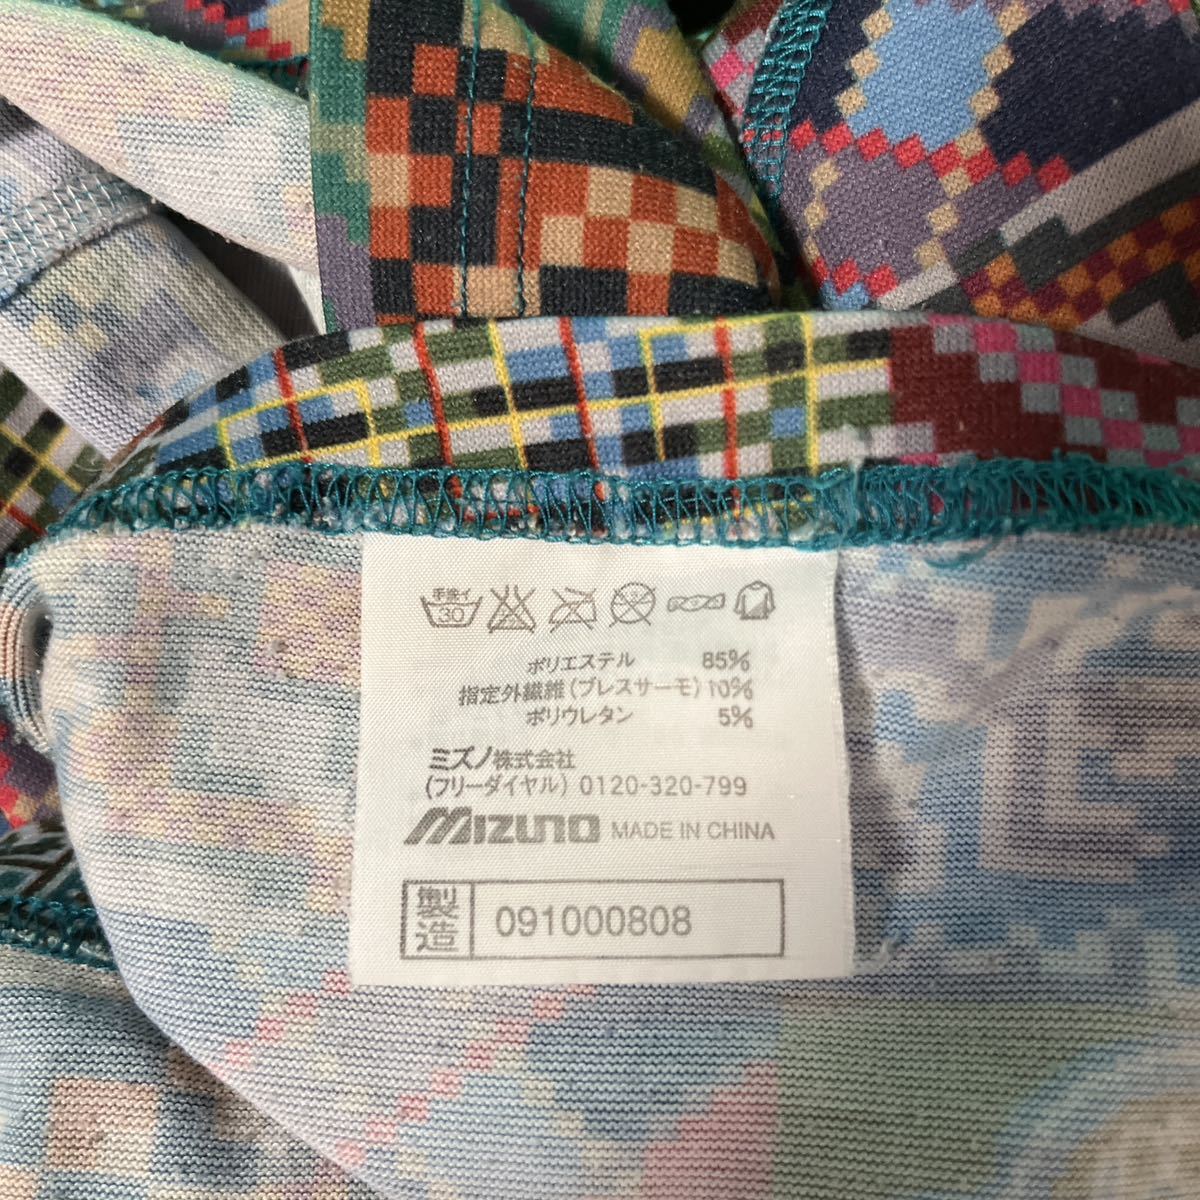 手洗イ
30
ポリエステル 85%
指定外繊維(ブレスサーモ) 10%
ポリウレタン 5%
ミズノ株式会社
(フリーダイヤル) 0120-320-799
MIZUNO MADE IN CHINA
製造 091000808